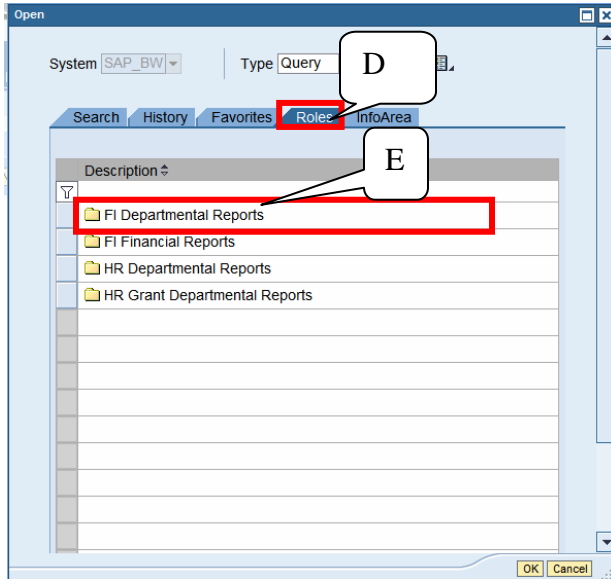 Open
System SAP_BW Type Query D
Search History Favorites Roles InfoArea
E
Description
FI Departmental Reports
FI Financial Reports
HR Departmental Reports
HR Grant Departmental Reports
OK Cancel